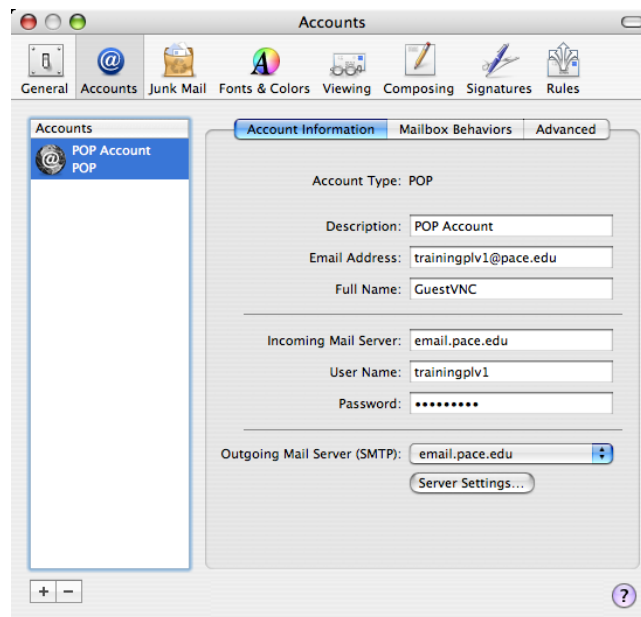 Accounts
General Accounts Junk Mail Fonts & Colors Viewing Composing Signatures Rules
Accounts
POP Account
POP
Account Information Mailbox Behaviors Advanced
Account Type: POP
Description: POP Account
Email Address: trainingplv1@pace.edu
Full Name: GuestVNC
Incoming Mail Server: email.pace.edu
User Name: trainingplv1
Password: •••••••••
Outgoing Mail Server (SMTP): email.pace.edu
Server Settings...
+ −
?